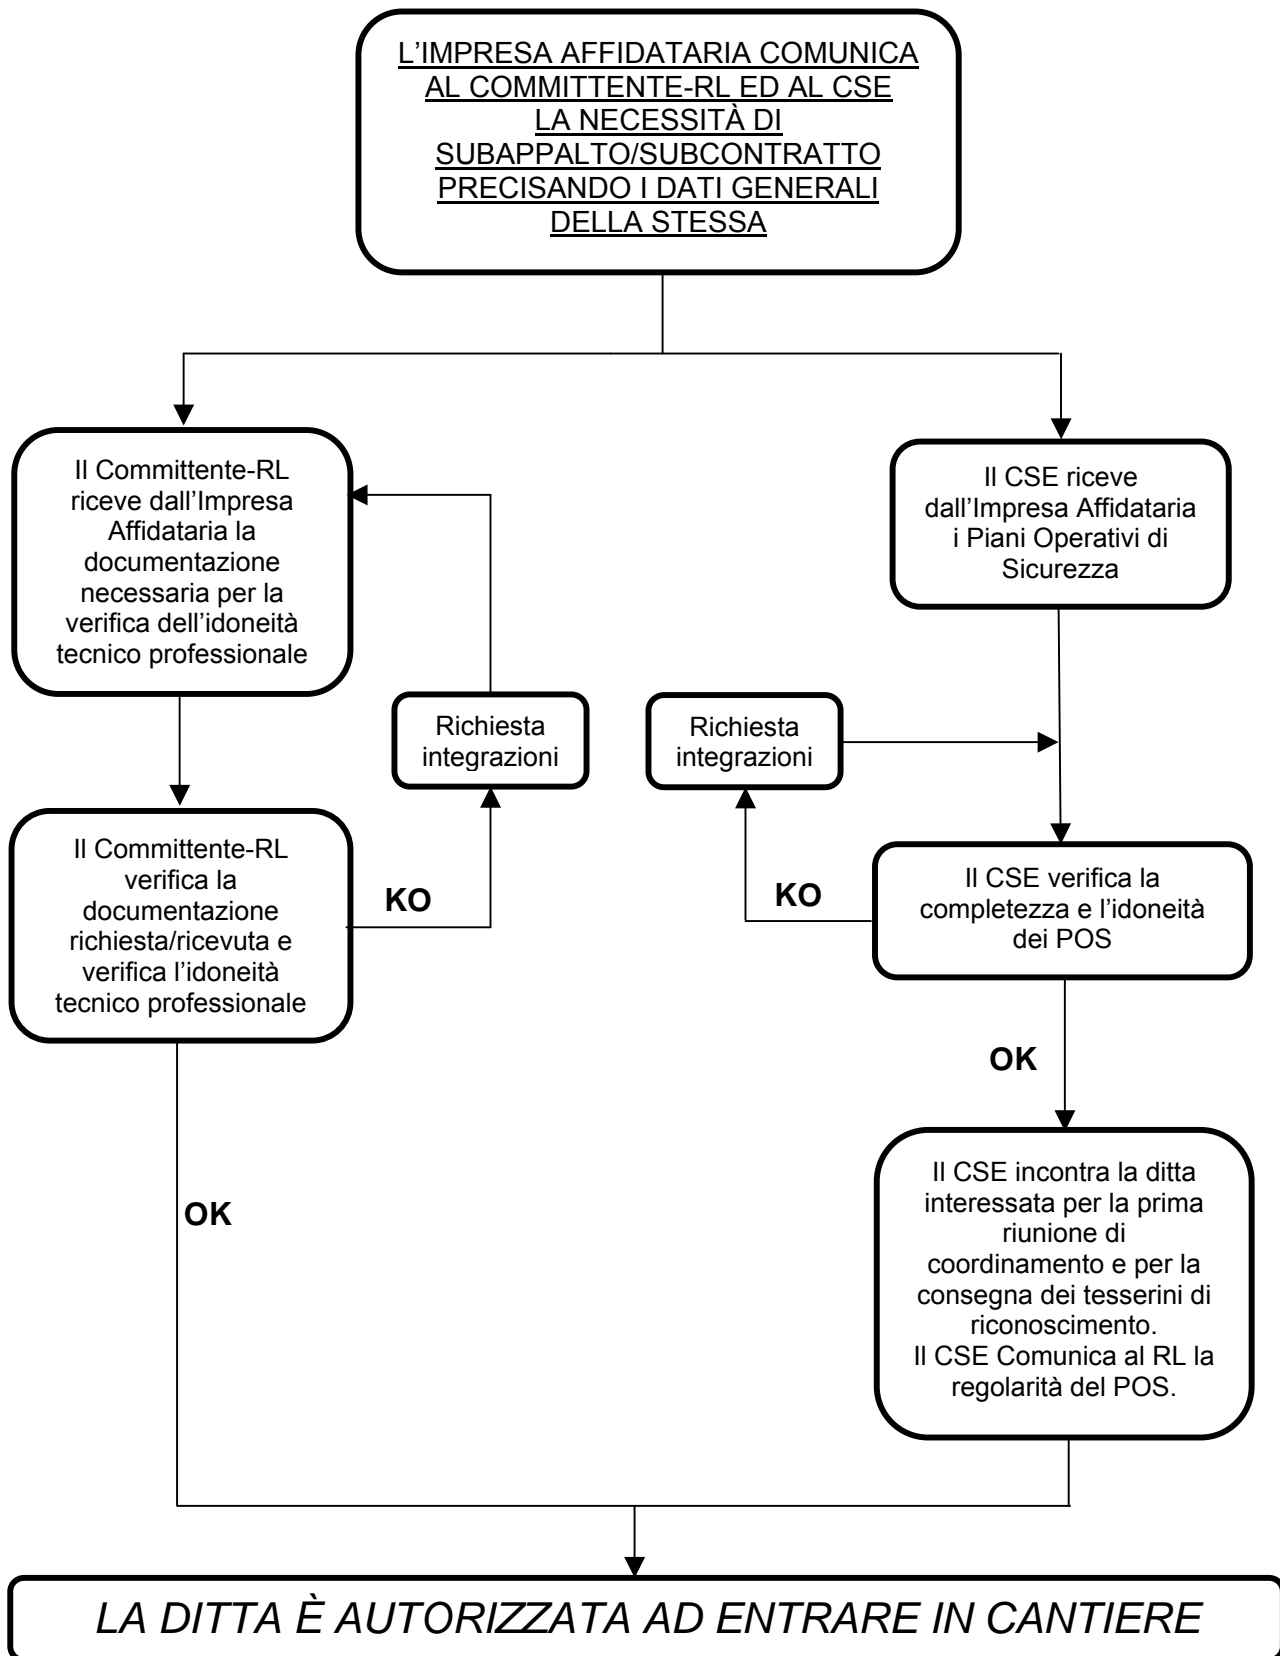 L'IMPRESA AFFIDATARIA COMUNICA
AL COMMITTENTE-RL ED AL CSE
LA NECESSITÀ DI
SUBAPPALTO/SUBCONTRATTO
PRECISANDO I DATI GENERALI
DELLA STESSA
Il Committente-RL
riceve dall'Impresa
Affidataria la
documentazione
necessaria per la
verifica dell'idoneità
tecnico professionale
Il CSE riceve
dall'Impresa Affidataria
i Piani Operativi di
Sicurezza
Richiesta
integrazioni
Richiesta
integrazioni
Il Committente-RL
verifica la
documentazione
richiesta/ricevuta e
verifica l'idoneità
tecnico professionale
KO
KO
Il CSE verifica la
completezza e l'idoneità
dei POS
OK
OK
Il CSE incontra la ditta
interessata per la prima
riunione di
coordinamento e per la
consegna dei tesserini di
riconoscimento.
Il CSE Comunica al RL la
regolarità del POS.
LA DITTA È AUTORIZZATA AD ENTRARE IN CANTIERE